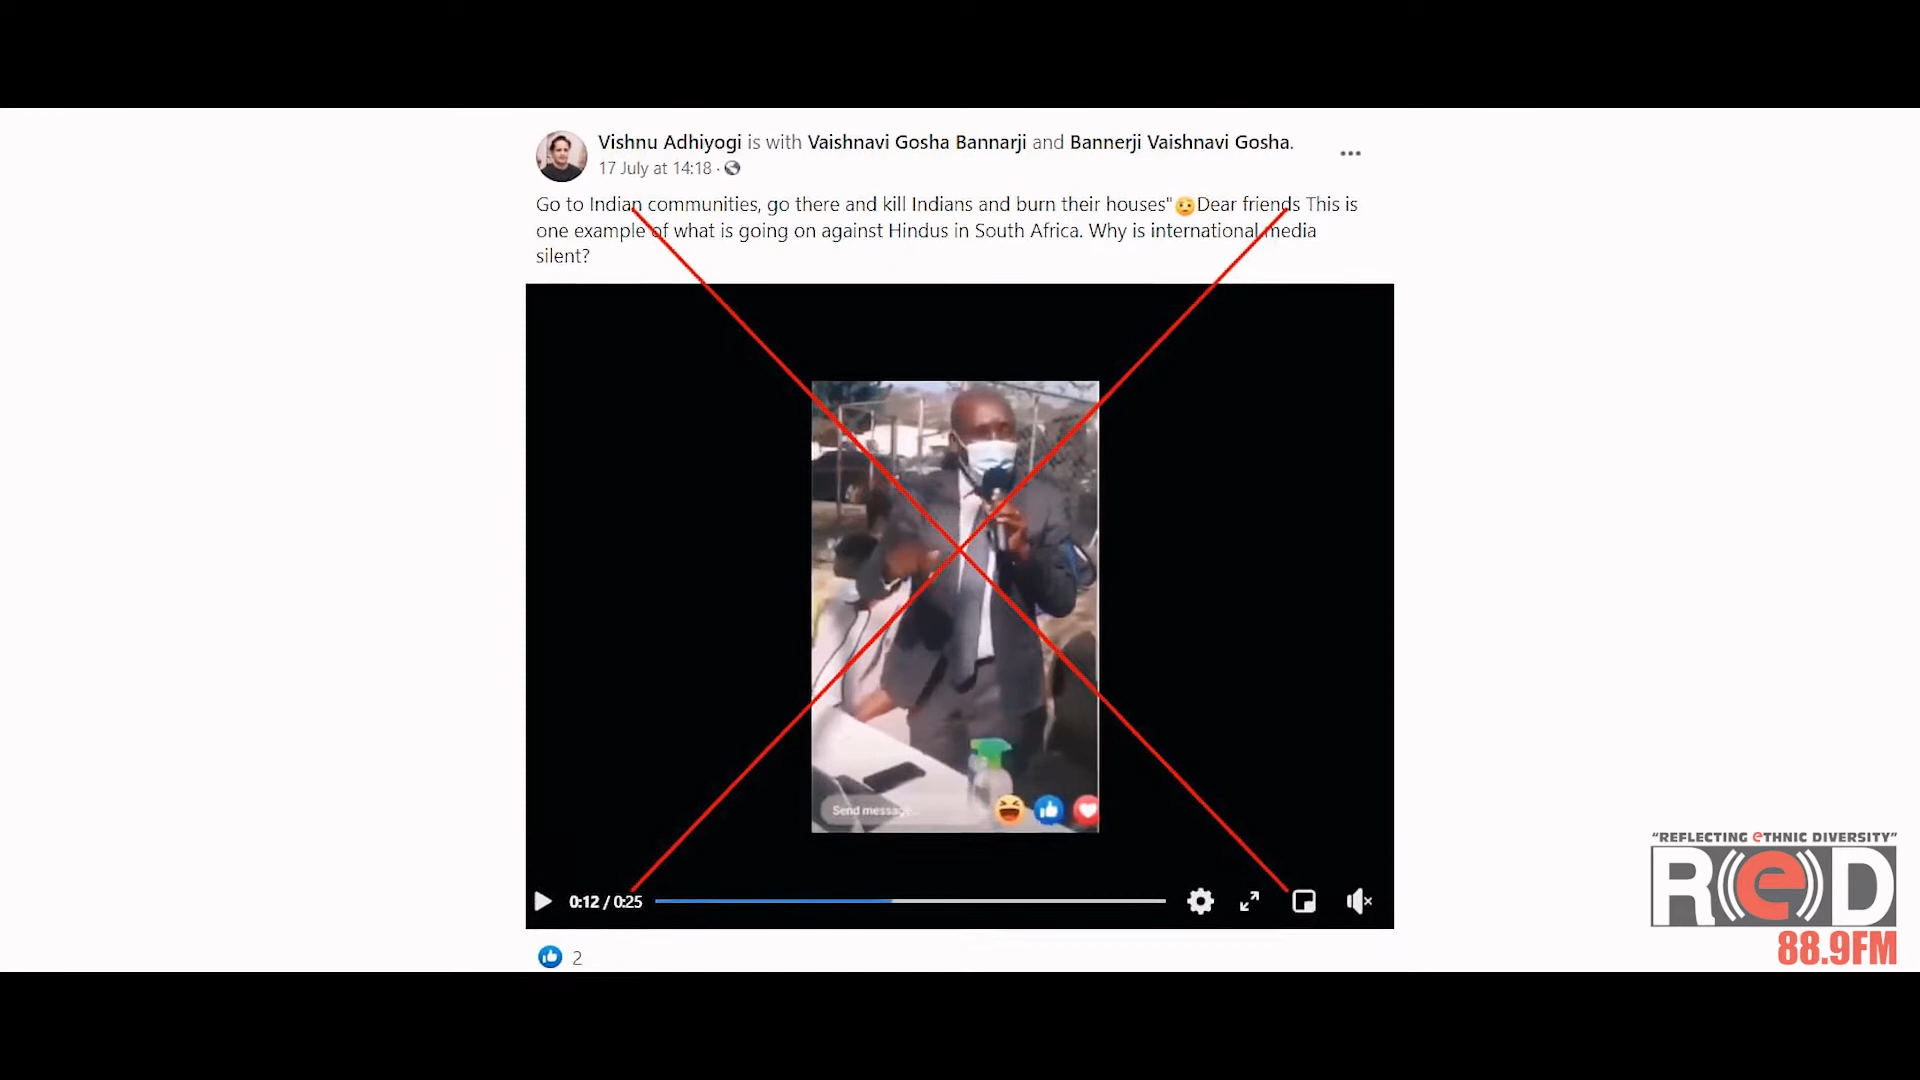 Vishnu Adhiyogi is with Vaishnavi Gosha Bannarji and Bannerji Vaishnavi Gosha.
17 July at 14:18 ·
Go to Indian communities, go there and kill Indians and burn their houses"😢Dear friends This is
one example of what is going on against Hindus in South Africa. Why is international media
silent?
Send message...
0:12 / 0:25
2
"REFLECTING eTHNIC DIVERSITY"
ReD
88.9FM